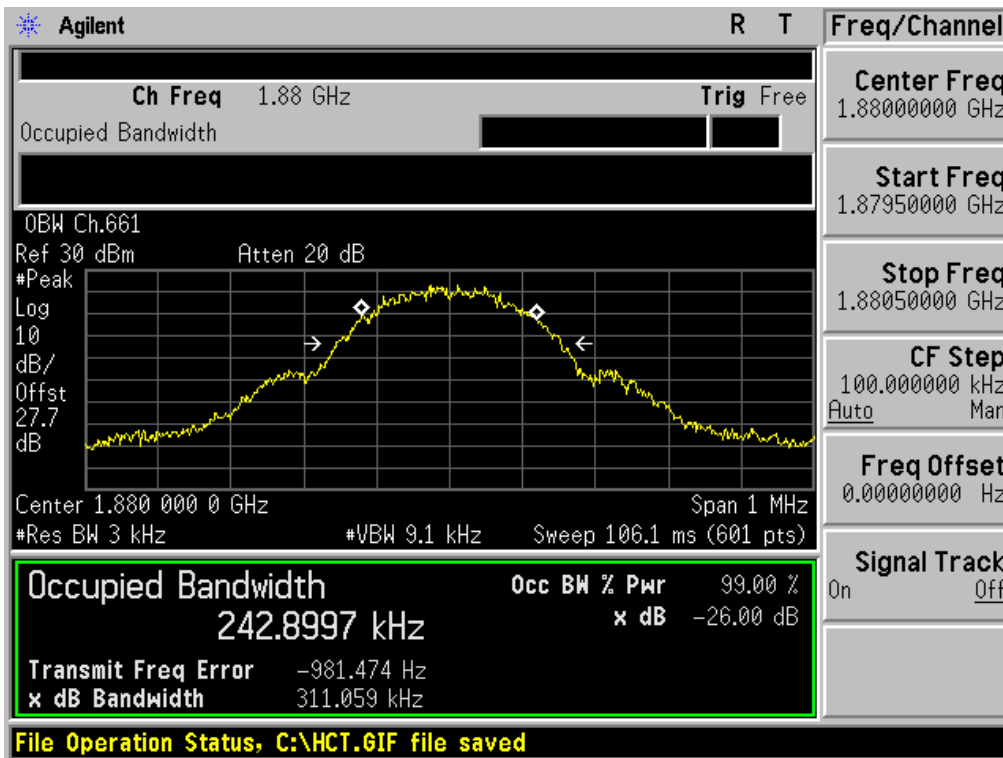 Agilent R T
Ch Freq 1.88 GHz Trig Free
Occupied Bandwidth
OBW Ch.661
Ref 30 dBm Atten 20 dB
#Peak
Log
10
dB/
Offst
27.7
dB
Center 1.880 000 0 GHz Span 1 MHz
#Res BW 3 kHz #VBW 9.1 kHz Sweep 106.1 ms (601 pts)
Occupied Bandwidth Occ BW % Pwr 99.00 %
242.8997 kHz x dB -26.00 dB
Transmit Freq Error -981.474 Hz
x dB Bandwidth 311.059 kHz
File Operation Status, C:\HCT.GIF file saved
Freq/Channel
Center Freq
1.88000000 GHz
Start Freq
1.87950000 GHz
Stop Freq
1.88050000 GHz
CF Step
100.000000 kHz
Auto Man
Freq Offset
0.00000000 Hz
Signal Track
On Off